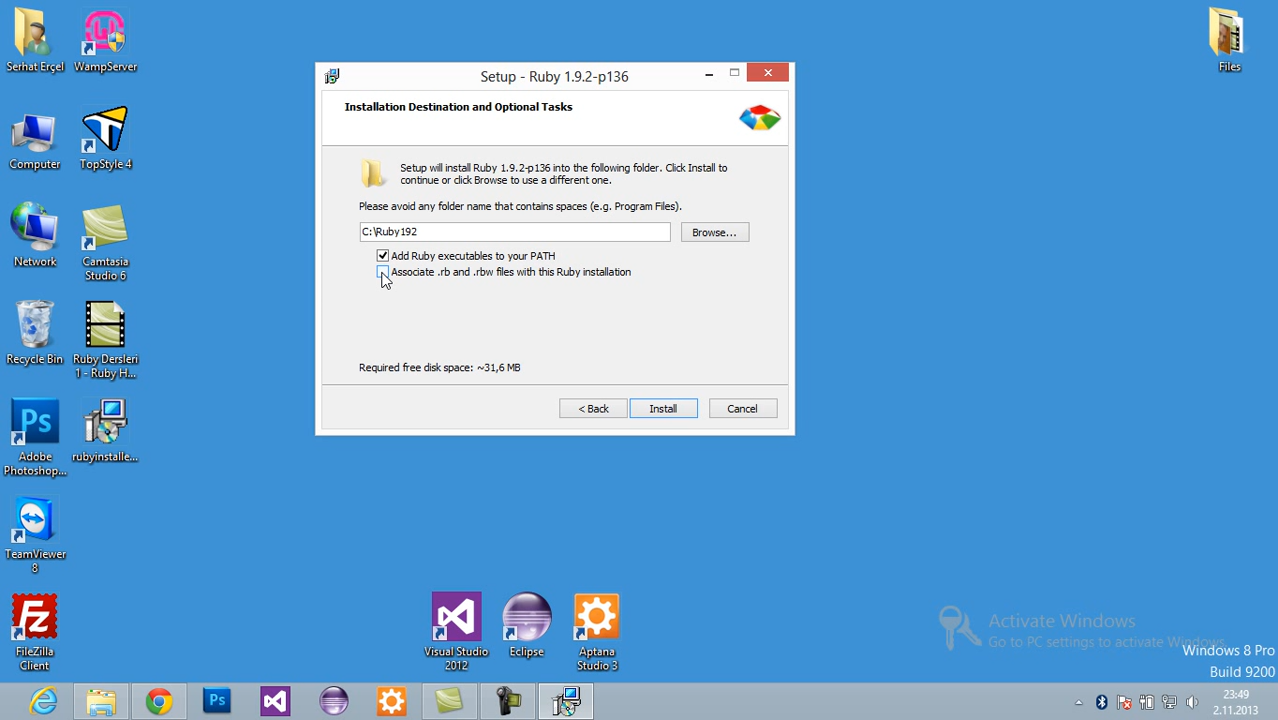 Serhat Erçel
WampServer
Files
Computer
TopStyle 4
Network
Camtasia
Studio 6
Recycle Bin
Ruby Dersleri
1 - Ruby H...
Ps
Adobe
Photoshop...
rubyinstalle...
TeamViewer
8
Fz
FileZilla
Client
Setup - Ruby 1.9.2-p136
Installation Destination and Optional Tasks
Setup will install Ruby 1.9.2-p136 into the following folder. Click Install to
continue or click Browse to use a different one.
Please avoid any folder name that contains spaces (e.g. Program Files).
C:\Ruby192
Browse...
Add Ruby executables to your PATH
Associate .rb and .rbw files with this Ruby installation
Required free disk space: ~31,6 MB
< Back
Install
Cancel
Visual Studio
2012
Eclipse
Aptana
Studio 3
Activate Windows
Go to PC settings to activate Windows.
Windows 8 Pro
Build 9200
Ps
23:49
2.11.2013